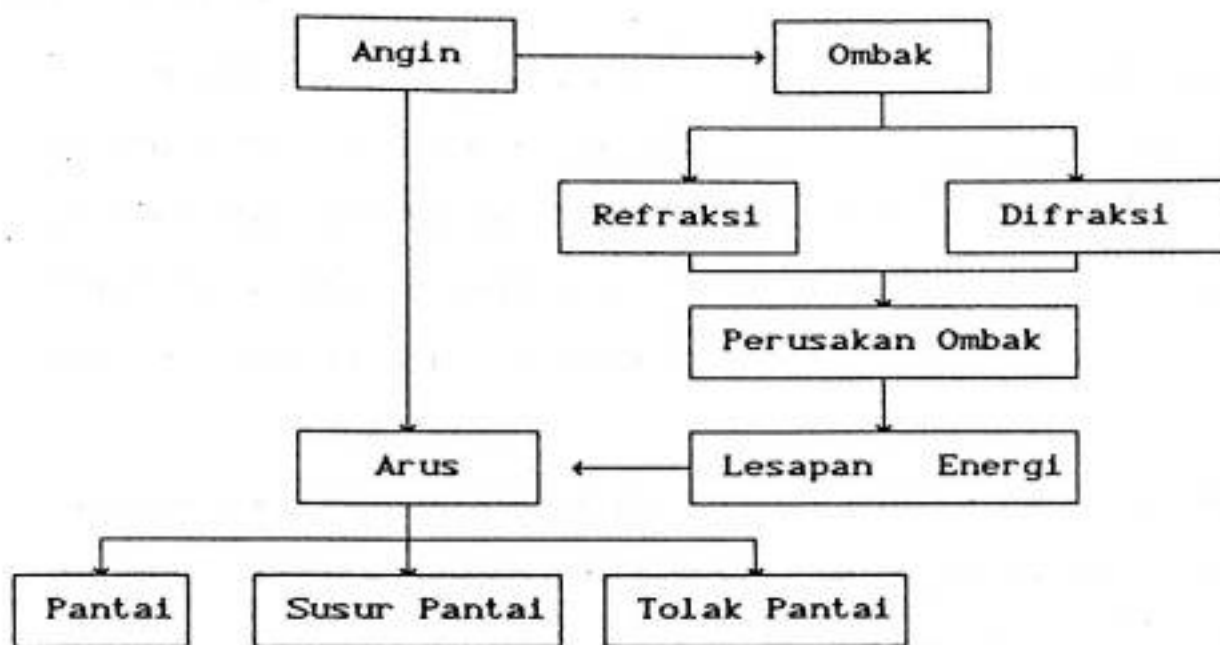 Angin
Ombak
Refraksi
Difraksi
Perusakan Ombak
Arus
Lesapan Energi
Pantai
Susur Pantai
Tolak Pantai